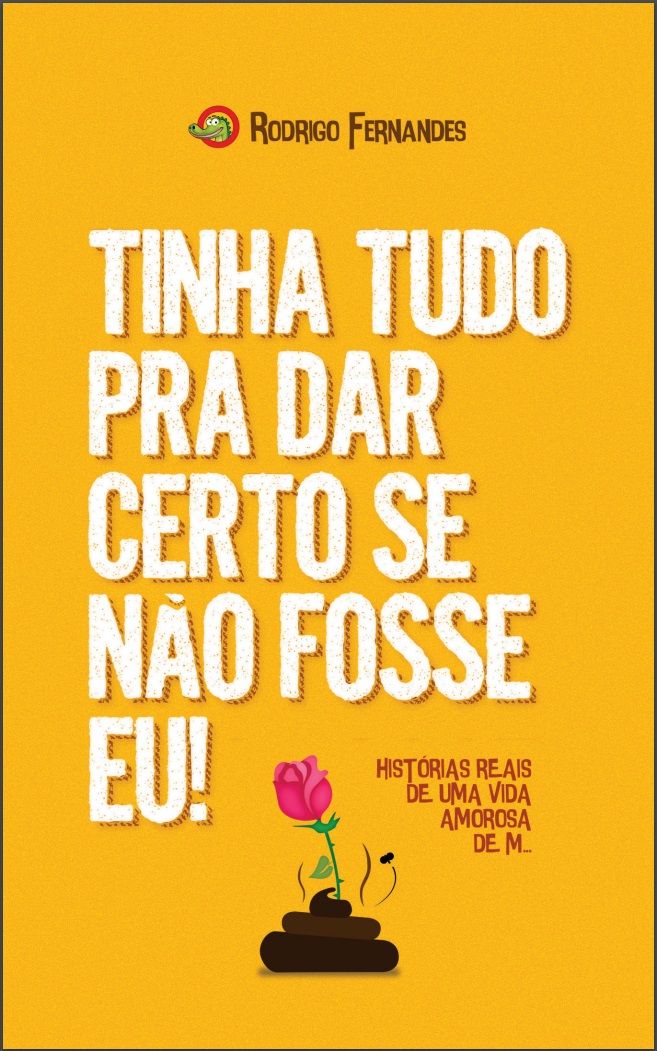 RODRIGO FERNANDES
TINHA TUDO
PRA DAR
CERTO SE
NÃO FOSSE
EU!
HISTÓRIAS REAIS
DE UMA VIDA
AMOROSA
DE M...